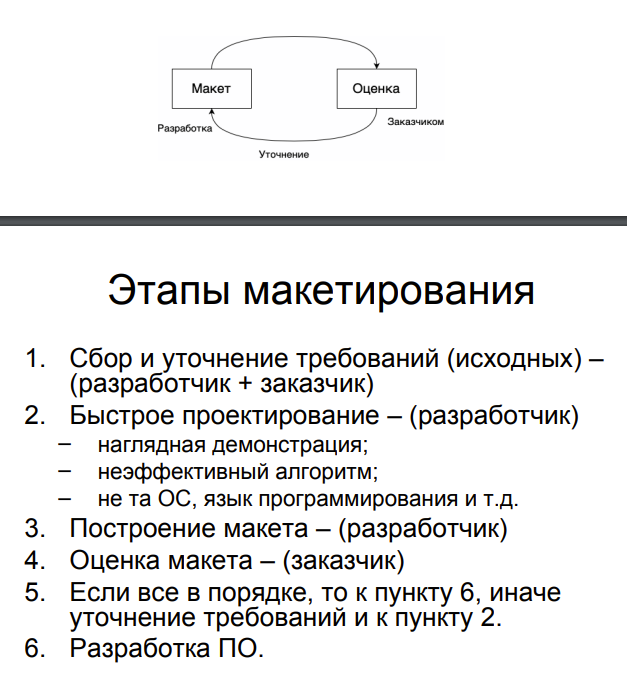 Макет
Оценка
Разработка
Заказчиком
Уточнение
Этапы макетирования
1. Сбор и уточнение требований (исходных) –
(разработчик + заказчик)
2. Быстрое проектирование – (разработчик)
– наглядная демонстрация;
– неэффективный алгоритм;
– не та ОС, язык программирования и т.д.
3. Построение макета – (разработчик)
4. Оценка макета – (заказчик)
5. Если все в порядке, то к пункту 6, иначе
уточнение требований и к пункту 2.
6. Разработка ПО.